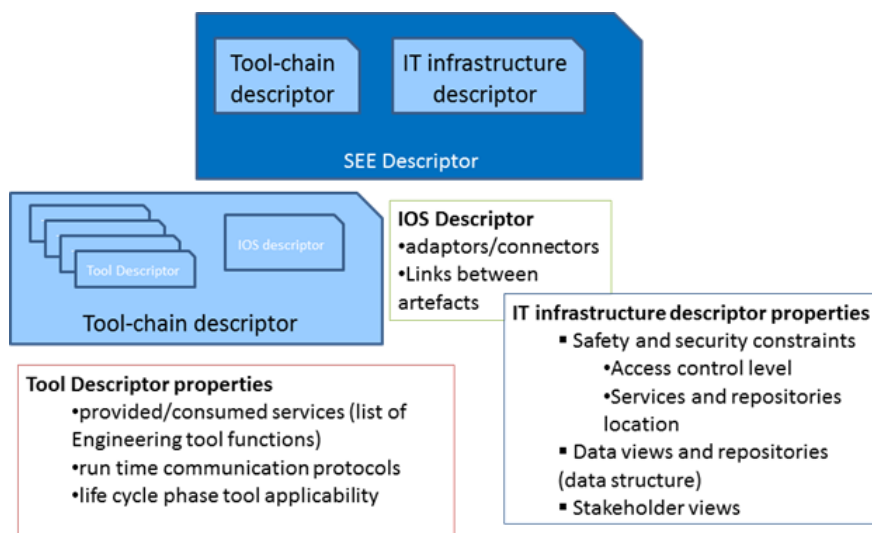 Tool-chain
descriptor
IT infrastructure
descriptor
SEE Descriptor
IOS descriptor
Tool Descriptor
Tool-chain descriptor
IOS Descriptor
•adaptors/connectors
•Links between
artefacts
IT infrastructure descriptor properties
▪ Safety and security constraints
•Access control level
•Services and repositories
location
▪ Data views and repositories
(data structure)
▪ Stakeholder views
Tool Descriptor properties
•provided/consumed services (list of
Engineering tool functions)
•run time communication protocols
•life cycle phase tool applicability